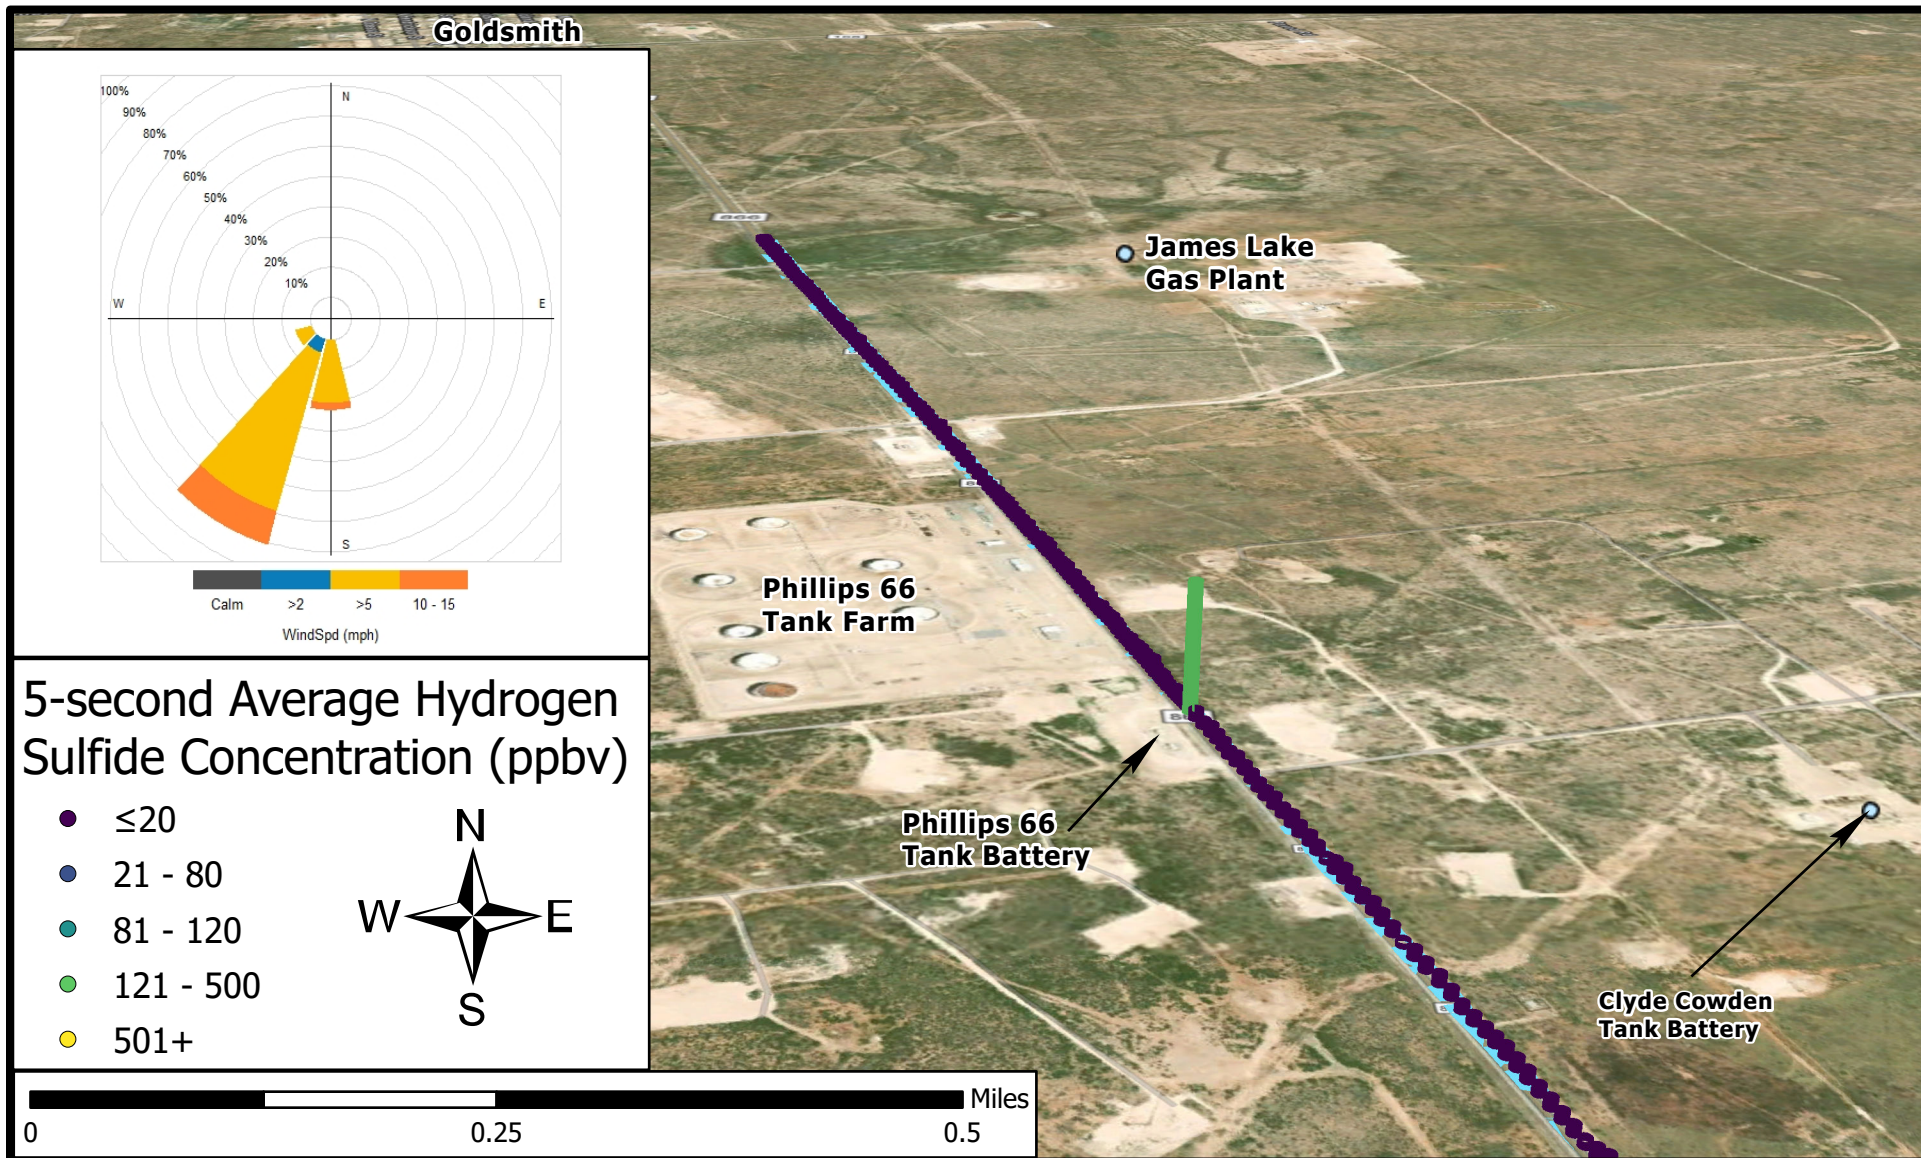 Goldsmith
100%
90%
80%
70%
60%
50%
40%
30%
20%
10%
N
W
E
S
Calm
>2
>5
10 - 15
WindSpd (mph)
5-second Average Hydrogen
Sulfide Concentration (ppbv)
≤20
21 - 80
81 - 120
121 - 500
501+
N
W
E
S
Miles
0
0.25
0.5
866
James Lake
Gas Plant
Phillips 66
Tank Farm
Phillips 66
Tank Battery
Clyde Cowden
Tank Battery